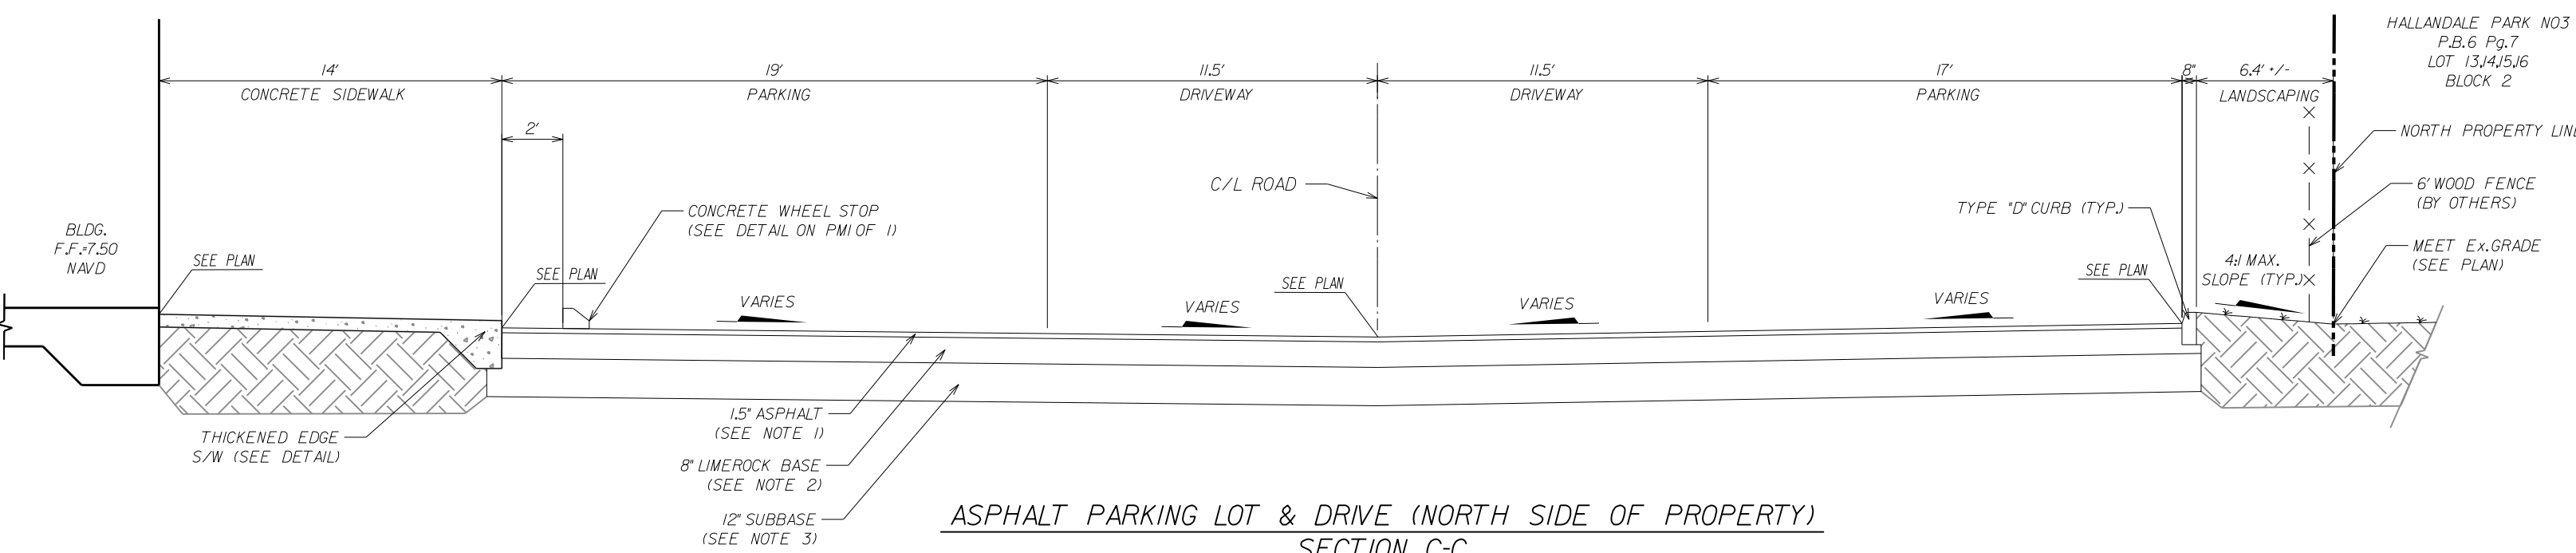 HALLANDALE PARK NO3
P.B.6 Pg.7
LOT 13,14,15,16
BLOCK 2
14'
19'
11.5'
11.5'
17'
8"
6.4' +/-
CONCRETE SIDEWALK
PARKING
DRIVEWAY
DRIVEWAY
PARKING
LANDSCAPING
2'
NORTH PROPERTY LINE
C/L ROAD
6' WOOD FENCE
(BY OTHERS)
CONCRETE WHEEL STOP
(SEE DETAIL ON PM1 OF 1)
TYPE "D" CURB (TYP.)
BLDG.
F.F.=7.50
NAVD
MEET Ex.GRADE
(SEE PLAN)
SEE PLAN
SEE PLAN
SEE PLAN
SEE PLAN
4:1 MAX.
SLOPE (TYP.)
VARIES
VARIES
VARIES
VARIES
THICKENED EDGE
S/W (SEE DETAIL)
1.5" ASPHALT
(SEE NOTE 1)
8" LIMEROCK BASE
(SEE NOTE 2)
12" SUBBASE
(SEE NOTE 3)
ASPHALT PARKING LOT & DRIVE (NORTH SIDE OF PROPERTY)
SECTION C-C